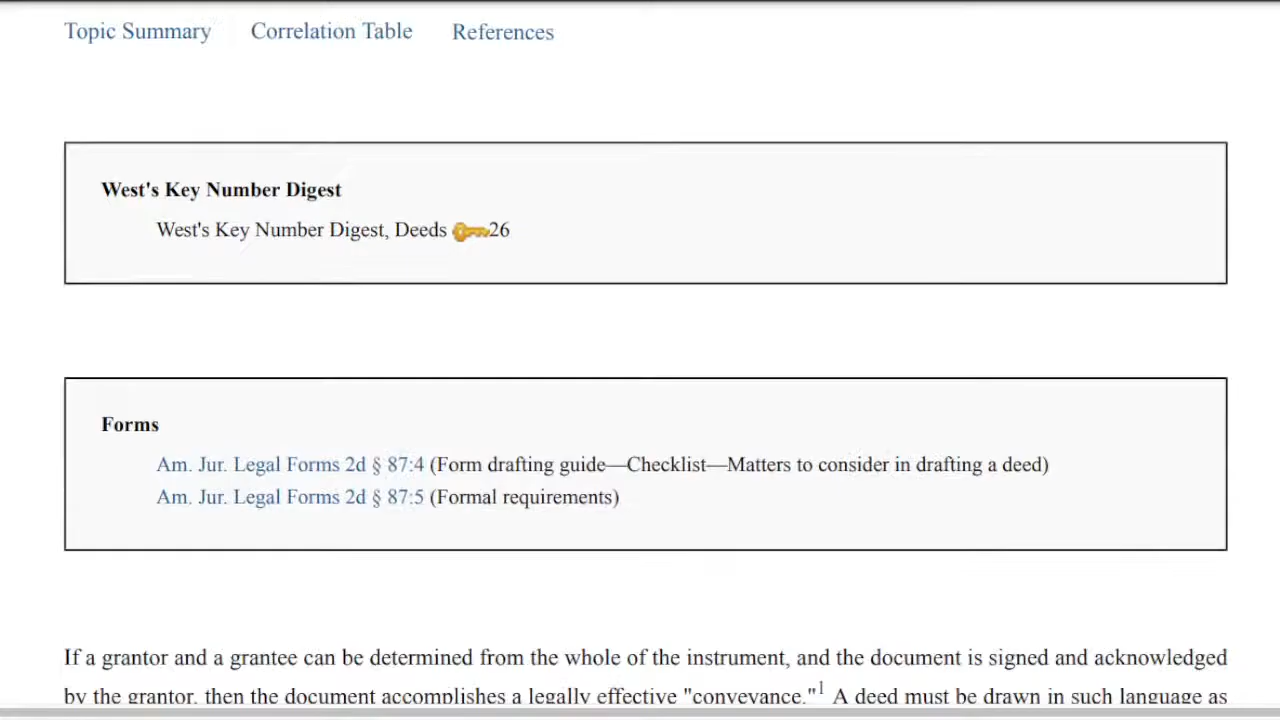 Topic Summary Correlation Table References
West's Key Number Digest
West's Key Number Digest, Deeds 26
Forms
Am. Jur. Legal Forms 2d § 87:4 (Form drafting guide—Checklist—Matters to consider in drafting a deed)
Am. Jur. Legal Forms 2d § 87:5 (Formal requirements)
If a grantor and a grantee can be determined from the whole of the instrument, and the document is signed and acknowledged
by the grantor, then the document accomplishes a legally effective "conveyance."1 A deed must be drawn in such language as